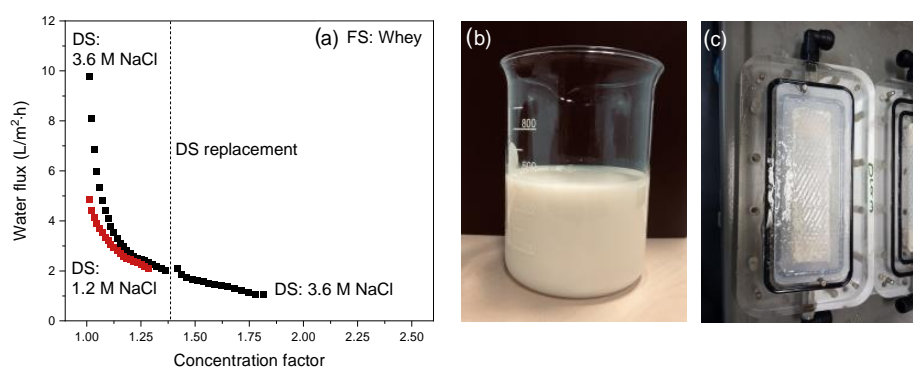 (a) FS: Whey
DS:
3.6 M NaCl
DS replacement
DS:
1.2 M NaCl
DS: 3.6 M NaCl
Water flux (L/m²·h)
12
10
8
6
4
2
0
1.00 1.25 1.50 1.75 2.00 2.25 2.50
Concentration factor
(b)
800
(c)